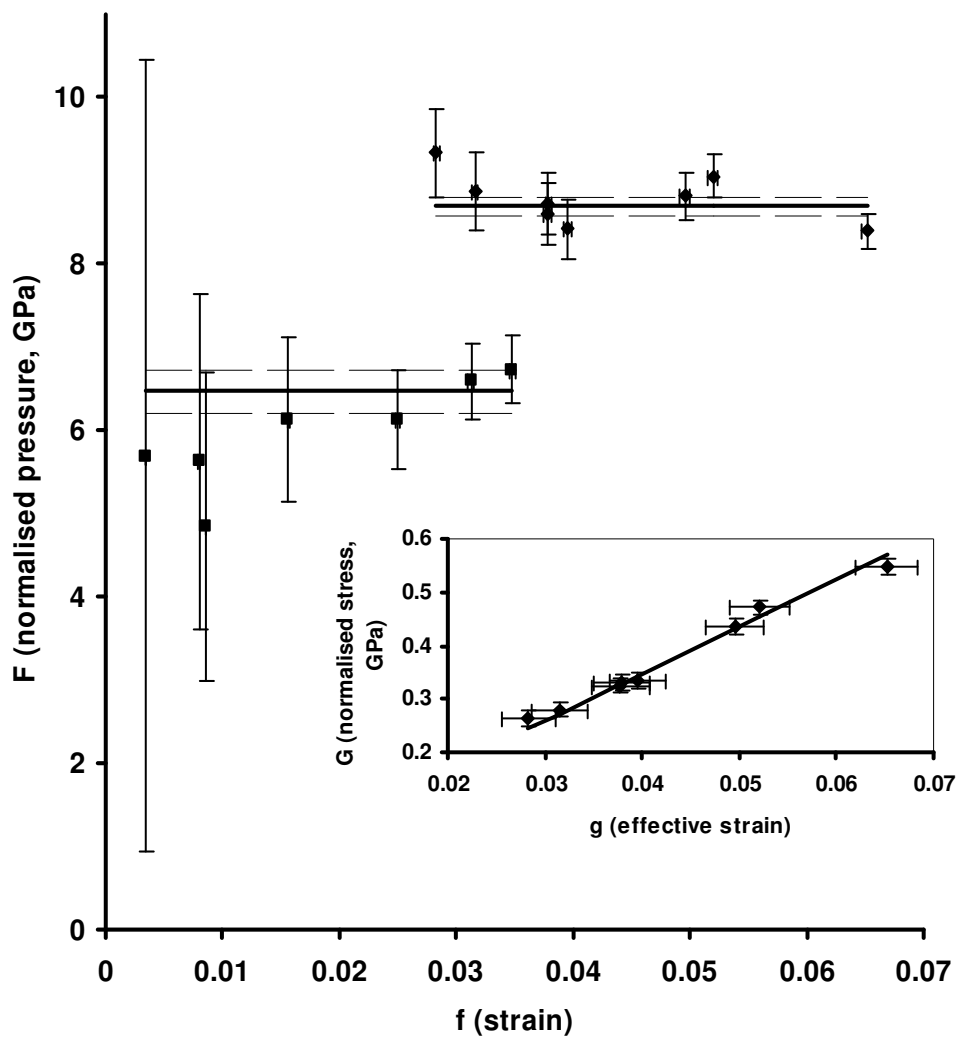 10
8
6
4
2
0
F (normalised pressure, GPa)
0 0.01 0.02 0.03 0.04 0.05 0.06 0.07
f (strain)
G (normalised stress,
GPa)
0.6
0.5
0.4
0.3
0.2
0.02 0.03 0.04 0.05 0.06 0.07
g (effective strain)